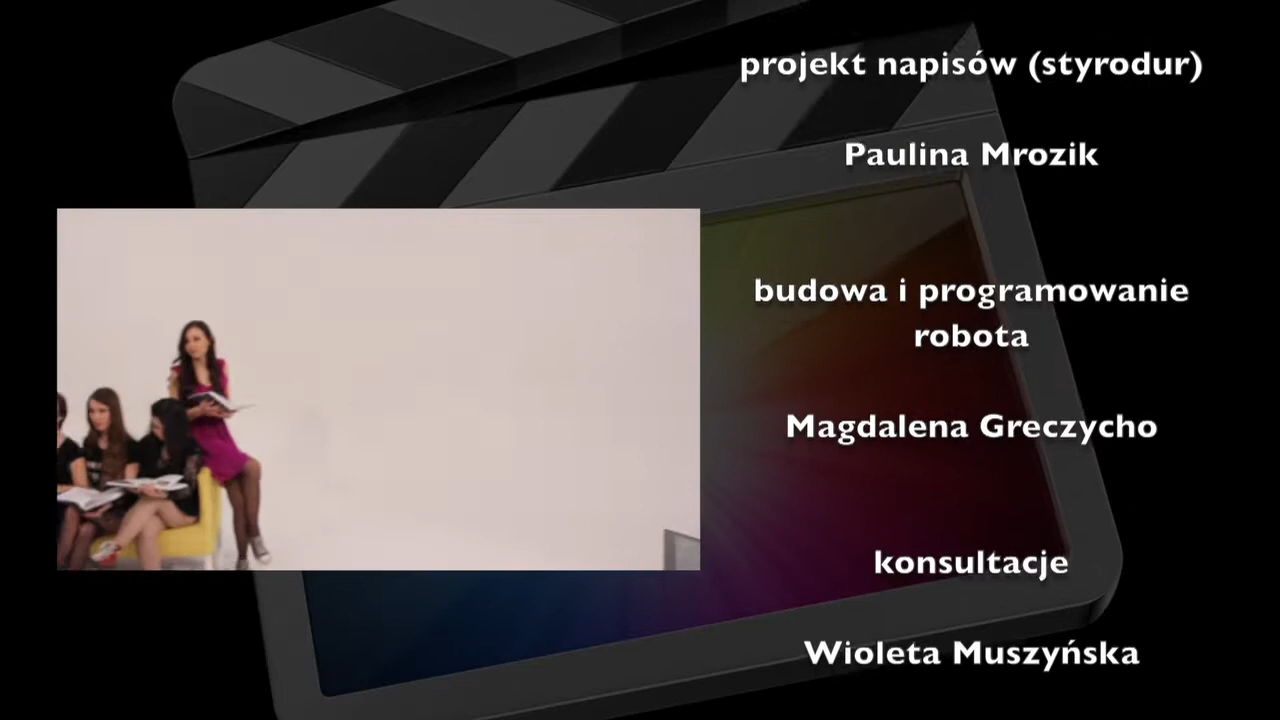 projekt napisów (styrodur)
Paulina Mrozik
budowa i programowanie
robota
Magdalena Greczycho
konsultacje
Wioleta Muszyńska